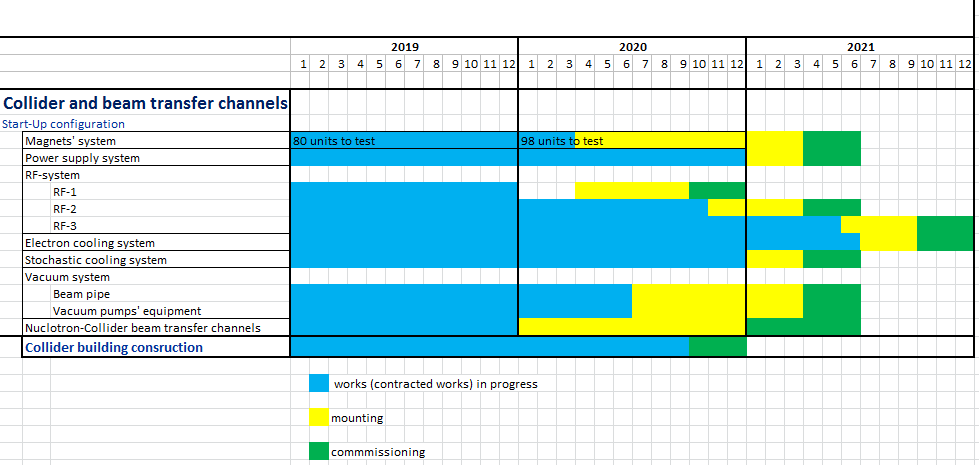 2019 2020 2021
1 2 3 4 5 6 7 8 9 10 11 12 1 2 3 4 5 6 7 8 9 10 11 12 1 2 3 4 5 6 7 8 9 10 11 12
Collider and beam transfer channels
Start-Up configuration
Magnets' system 80 units to test 98 units to test
Power supply system
RF-system
RF-1
RF-2
RF-3
Electron cooling system
Stochastic cooling system
Vacuum system
Beam pipe
Vacuum pumps' equipment
Nuclotron-Collider beam transfer channels
Collider building consruction
works (contracted works) in progress
mounting
commmissioning